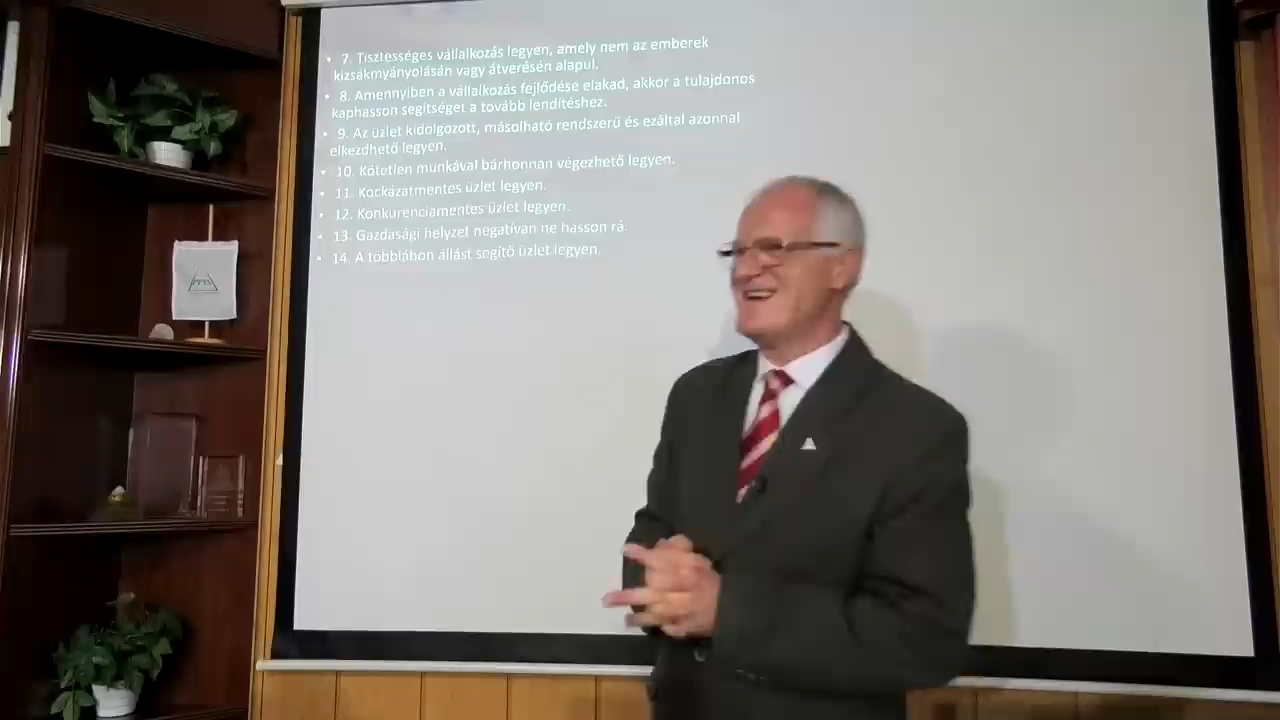 • 7. Tisztességes vállalkozás legyen, amely nem az emberek
kizsákmányolásán vagy átverésén alapul.
• 8. Amennyiben a vállalkozás fejlődése elakad, akkor a tulajdonos
kaphasson segítséget a tovább lendítéshez.
• 9. Az üzlet kidolgozott, másolható rendszerű és ezáltal azonnal
elkezdhető legyen.
• 10. Kötetlen munkával bárhonnan végezhető legyen.
• 11. Kockázatmentes üzlet legyen.
• 12. Konkurenciamentes üzlet legyen.
• 13. Gazdasági helyzet negatívan ne hasson rá.
• 14. A többlábon állást segítő üzlet legyen.